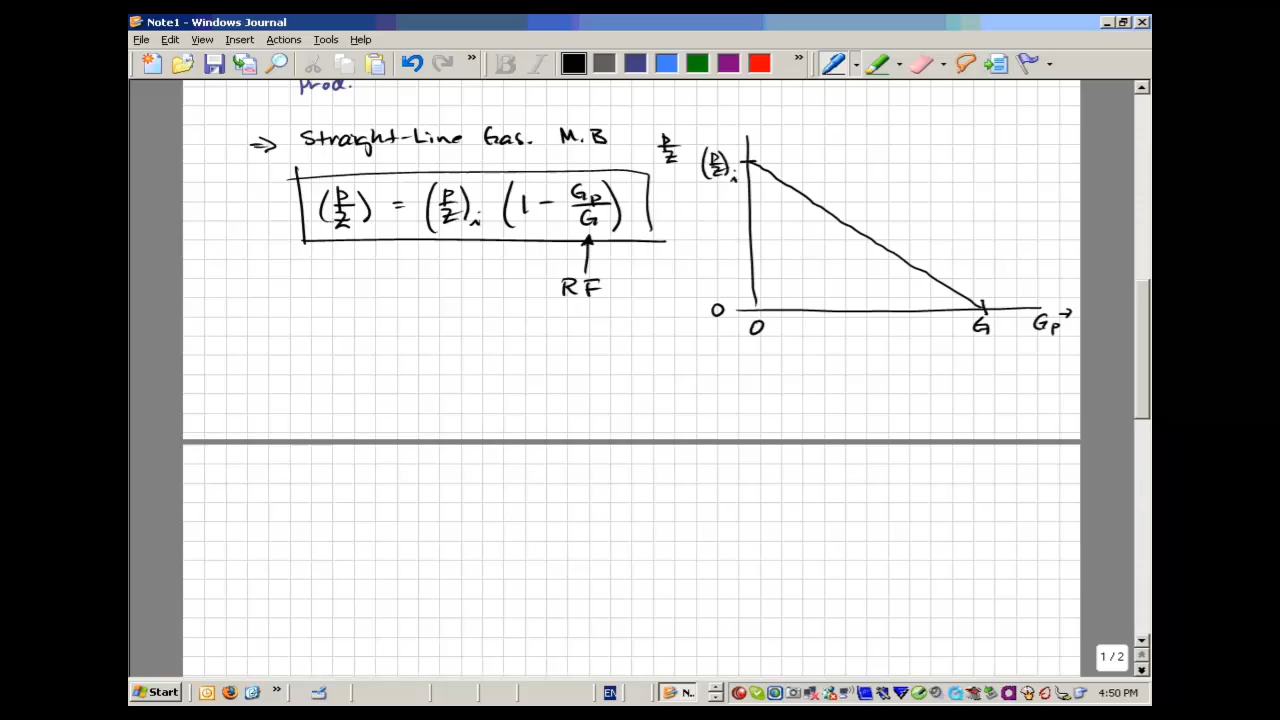 Note1 - Windows Journal
File Edit View Insert Actions Tools Help
prod.
⇒ Straight-Line Gas. M.B
(p/z) = (p/z)i (1 - Gp/G)
RF
p/z
(p/z)i
0
0 G Gp→
1 / 2
Start EN N.. 4:50 PM